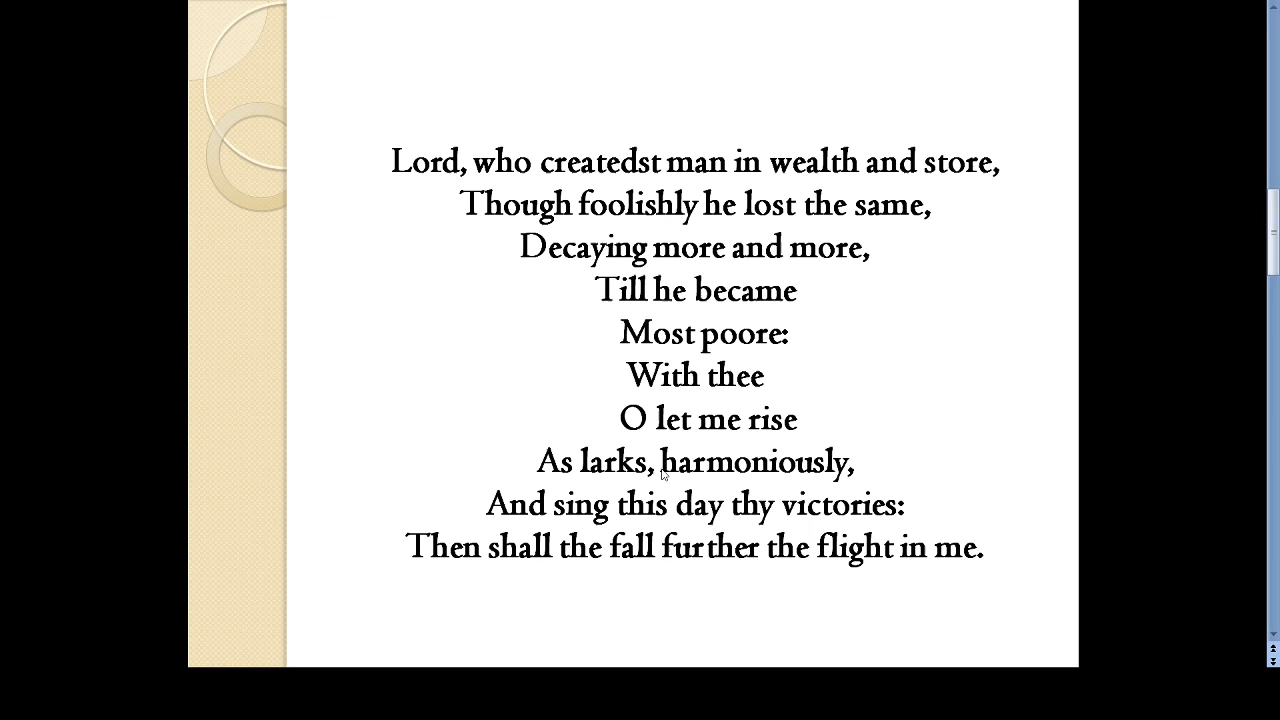 Lord, who createdst man in wealth and store,
Though foolishly he lost the same,
Decaying more and more,
Till he became
Most poore:
With thee
O let me rise
As larks, harmoniously,
And sing this day thy victories:
Then shall the fall further the flight in me.